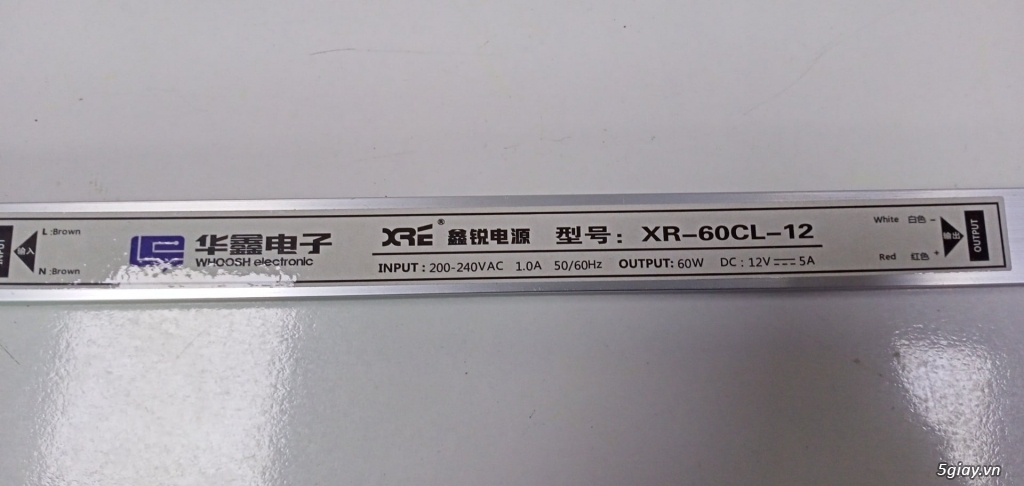 INPUT
输入
L :Brown
N :Brown
华鑫电子
WHOOSH electronic
XRE® 鑫锐电源 型号: XR-60CL-12
INPUT : 200-240VAC 1.0A 50/60Hz OUTPUT: 60W DC : 12V⎓5A
White 白色 -
Red 红色 +
输出
OUTPUT
5giay.vn